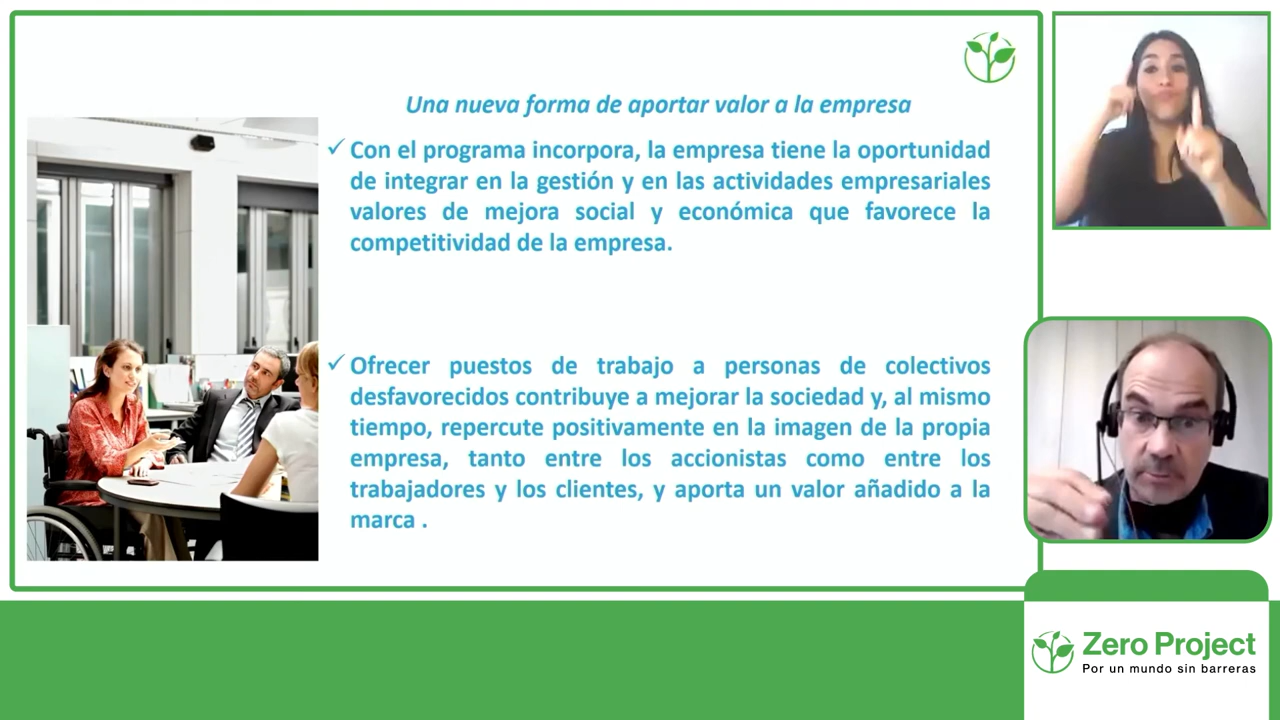 Una nueva forma de aportar valor a la empresa
✓ Con el programa incorpora, la empresa tiene la oportunidad
de integrar en la gestión y en las actividades empresariales
valores de mejora social y económica que favorece la
competitividad de la empresa.
✓ Ofrecer puestos de trabajo a personas de colectivos
desfavorecidos contribuye a mejorar la sociedad y, al mismo
tiempo, repercute positivamente en la imagen de la propia
empresa, tanto entre los accionistas como entre los
trabajadores y los clientes, y aporta un valor añadido a la
marca .
Zero Project
Por un mundo sin barreras